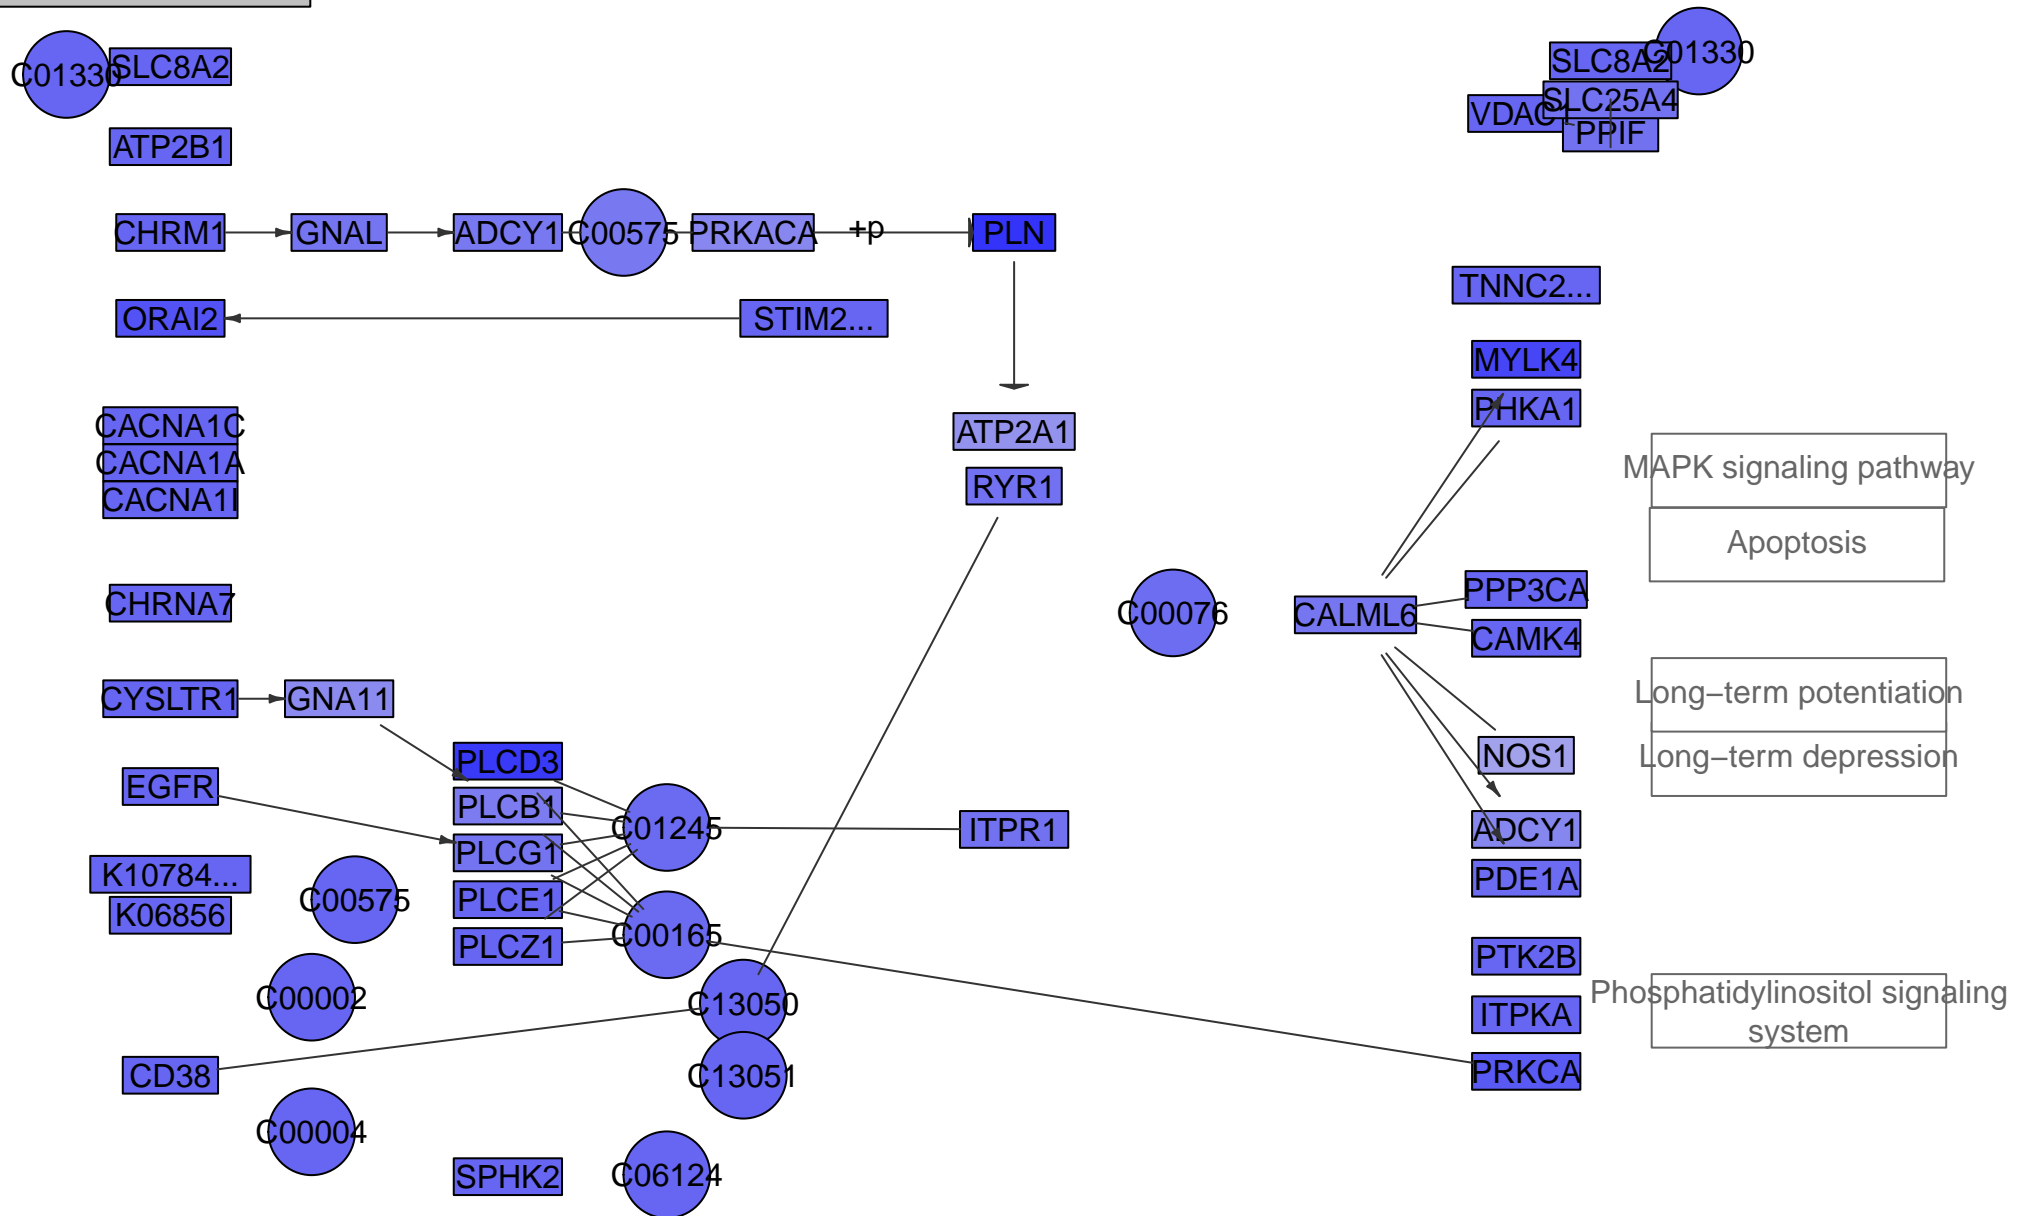 C01330
SLC8A2
SLC8A2
C01330
SLC25A4
VDAC1
PPIF
ATP2B1
CHRM1
GNAL
ADCY1
C00575
PRKACA
+p
PLN
TNNC2...
ORAI2
STIM2...
MYLK4
PHKA1
CACNA1C
CACNA1A
CACNA1I
ATP2A1
RYR1
MAPK signaling pathway
Apoptosis
CHRNA7
C00076
CALML6
PPP3CA
CAMK4
CYSLTR1
GNA11
Long−term potentiation
Long−term depression
NOS1
PLCD3
EGFR
PLCB1
C01245
ITPR1
ADCY1
PLCG1
K10784...
PDE1A
C00575
PLCE1
K06856
C00165
PLCZ1
PTK2B
C00002
C13050
Phosphatidylinositol signaling
system
ITPKA
CD38
C13051
PRKCA
C00004
SPHK2
C06124